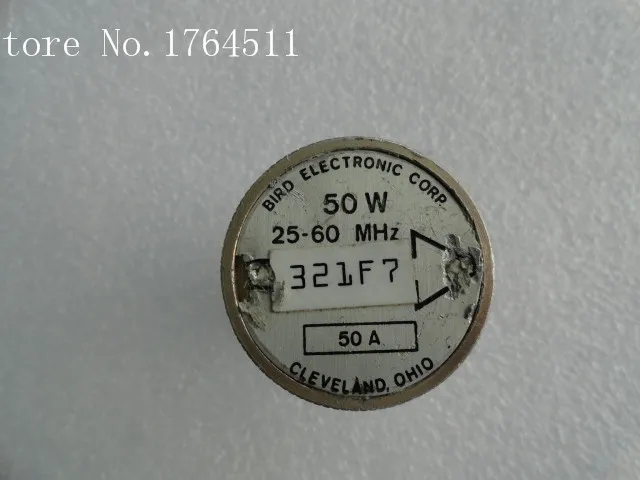 tore No.1764511
BIRD ELECTRONIC CORP.
50 W
25-60 MHz
321F7
50 A
CLEVELAND, OHIO